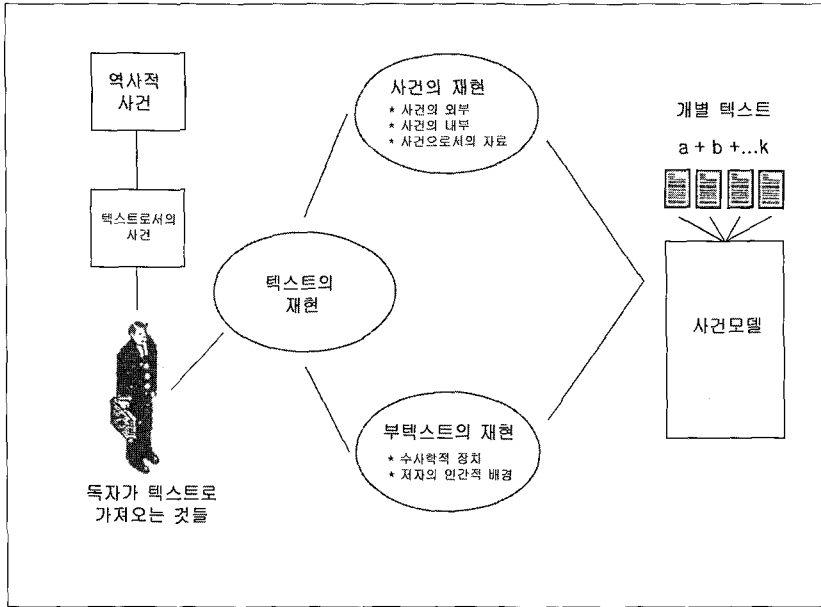 역사적
사건
텍스트로서의
사건
독자가 텍스트로
가져오는 것들
텍스트의
재현
사건의 재현
* 사건의 외부
* 사건의 내부
* 사건으로서의 자료
부텍스트의 재현
* 수사학적 장치
* 저자의 인간적 배경
개별 텍스트
a + b +...k
사건모델